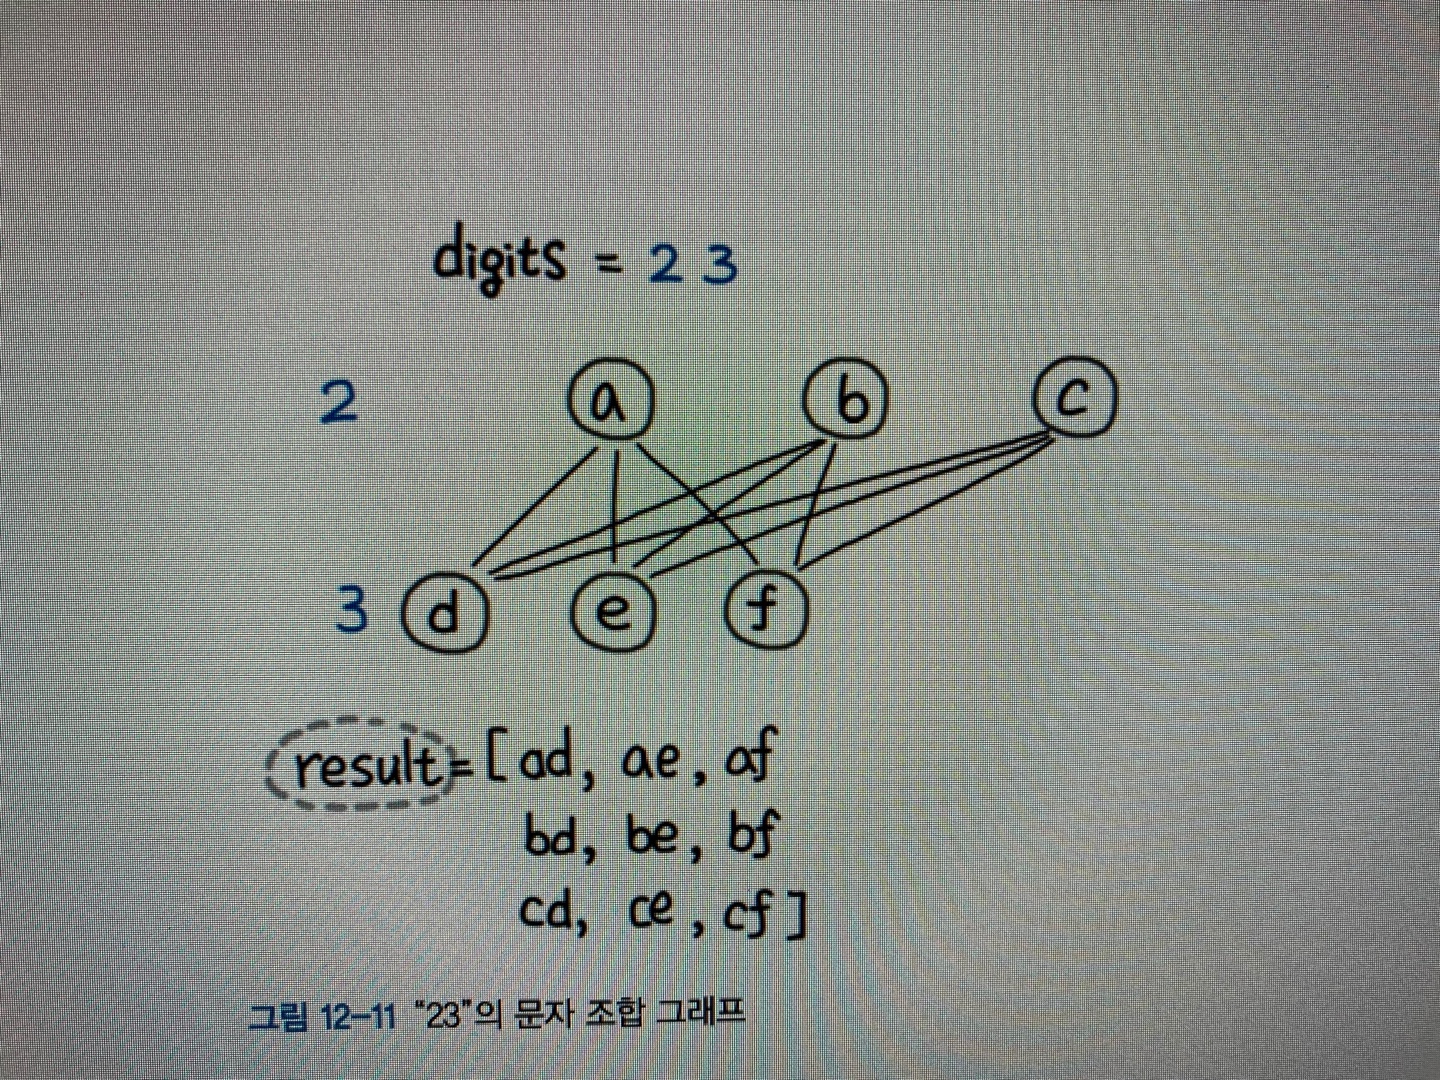 digits = 2 3
2 a b c
3 d e f
result = [ad, ae, af
bd, be, bf
cd, ce, cf]
그림 12–11 “23”의 문자 조합 그래프